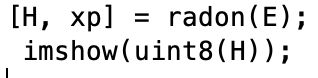 [H, xp] = radon(E);
imshow(uint8(H));